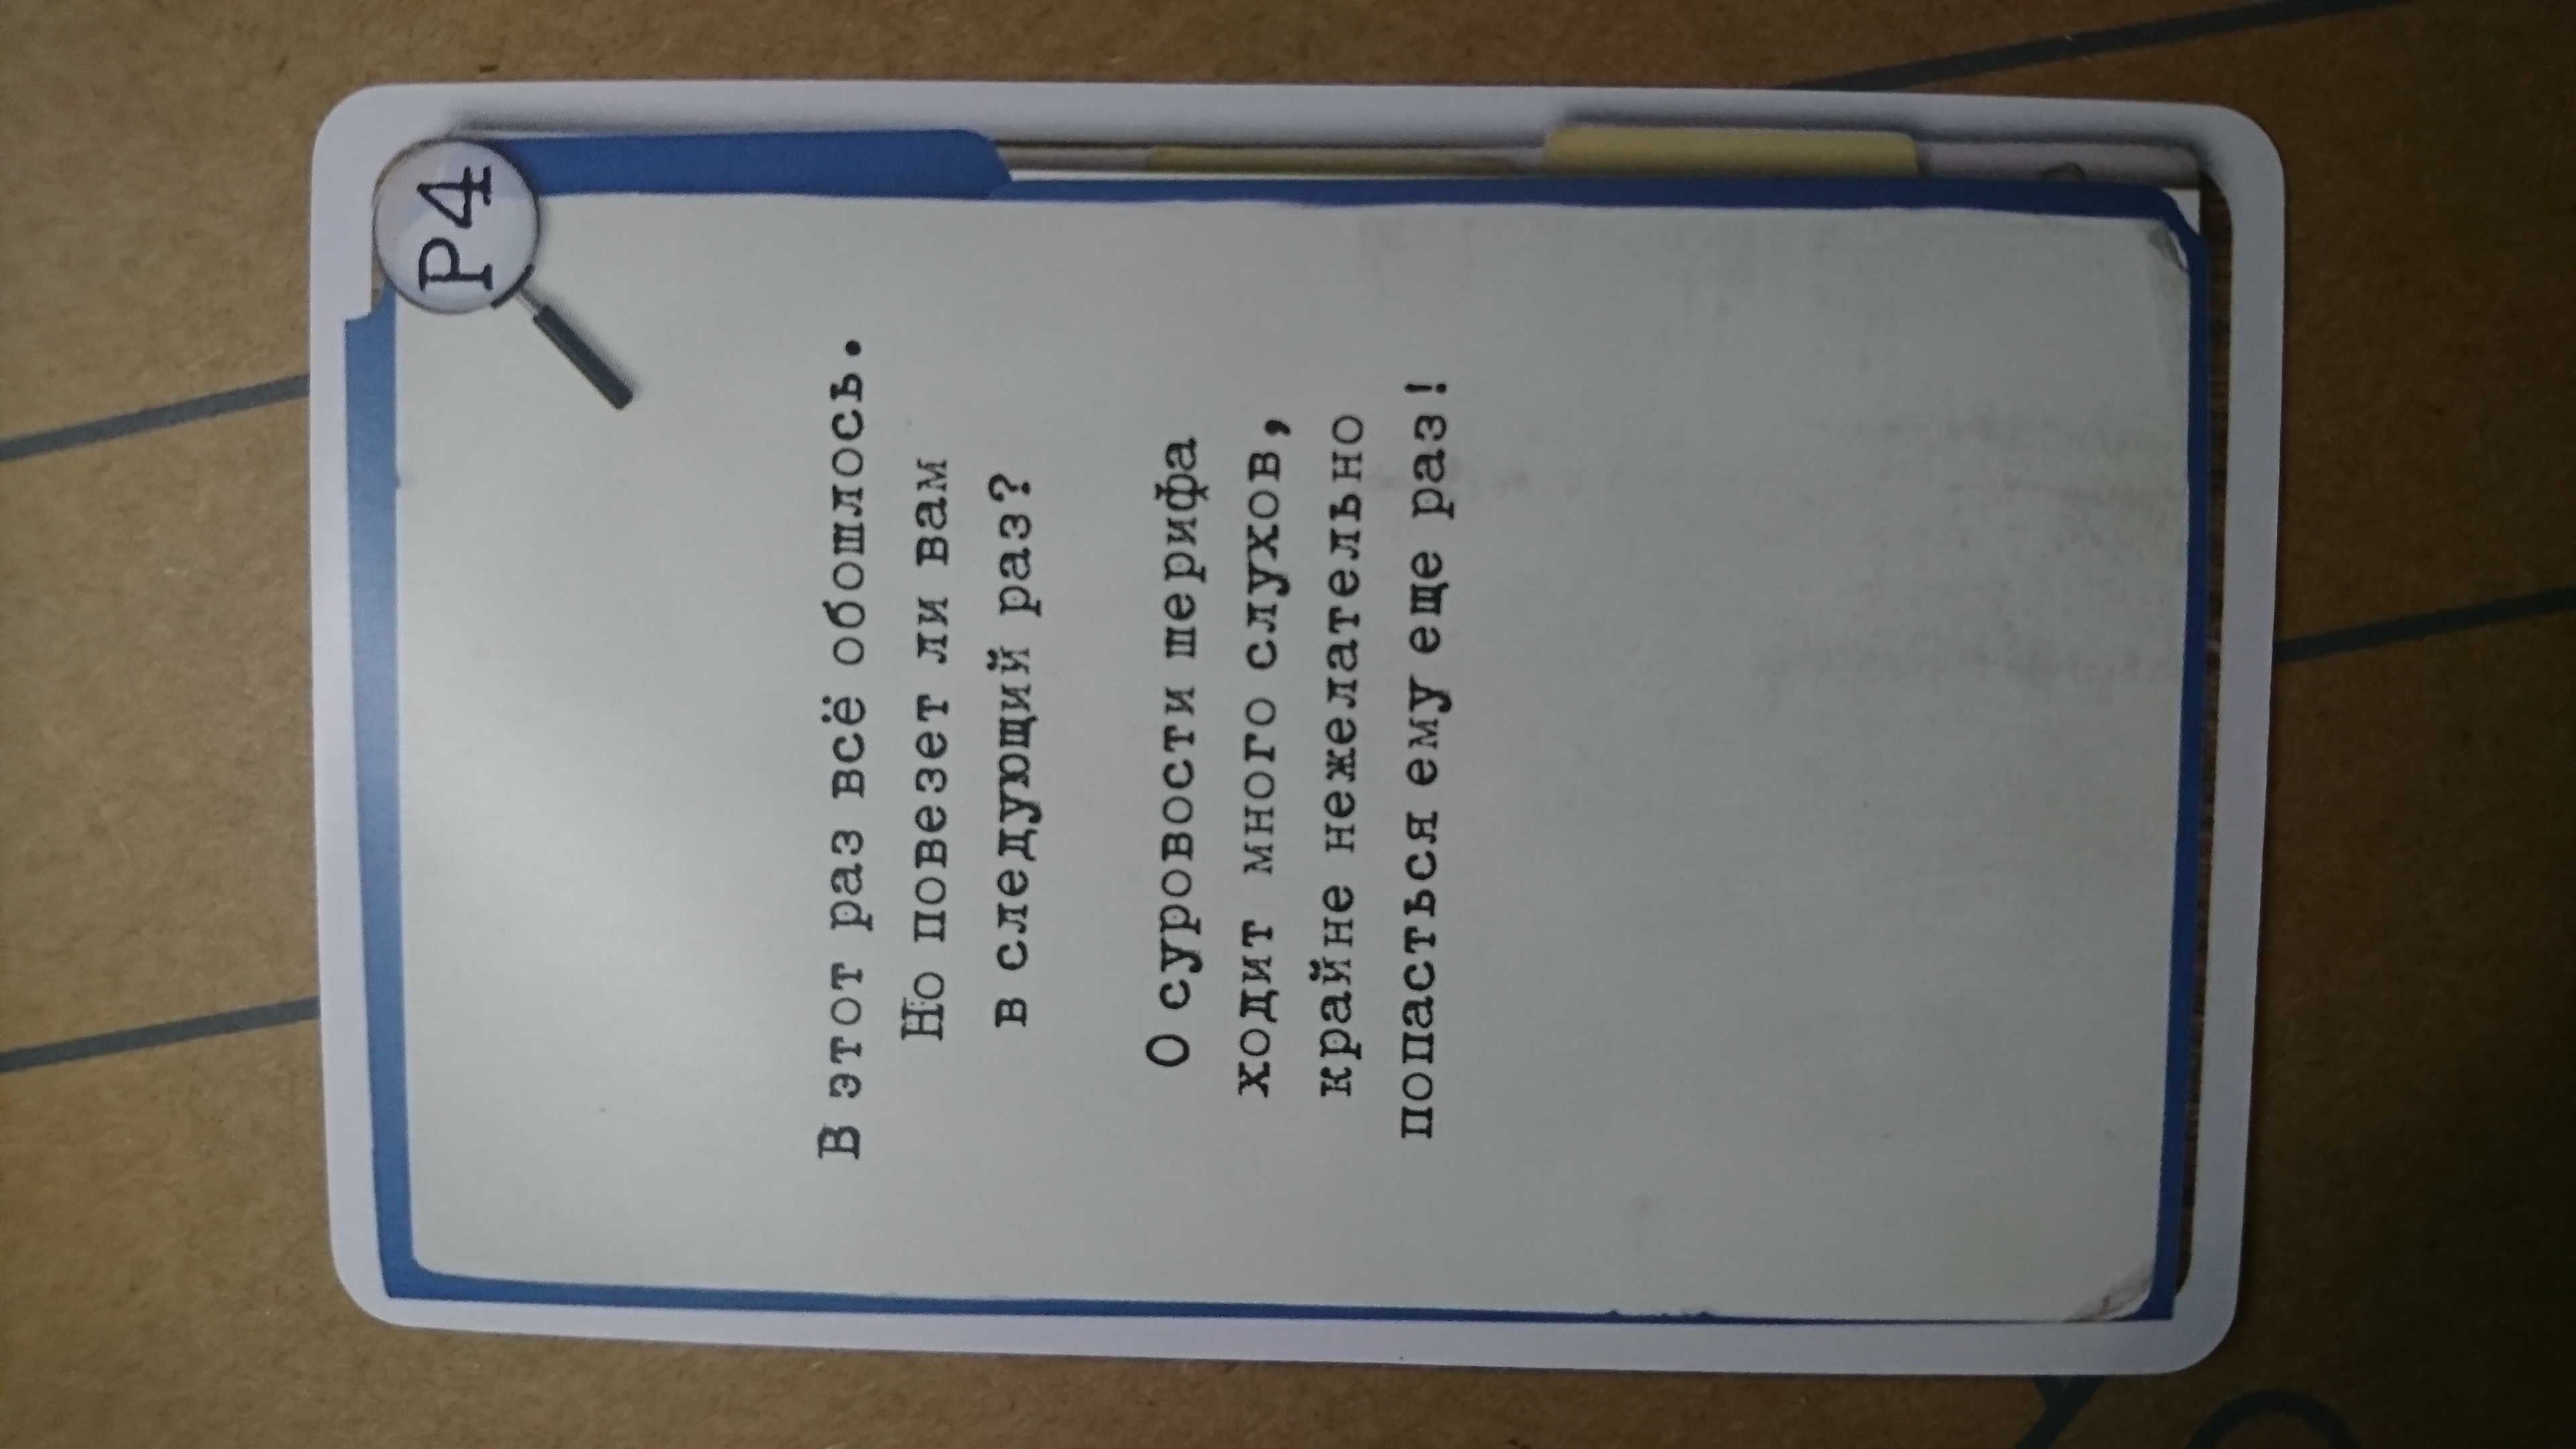 P4
В этот раз всё обошлось.
Но повезет ли вам
в следующий раз?
О суровости шерифа
ходит много слухов,
крайне нежелательно
попасться ему еще раз!